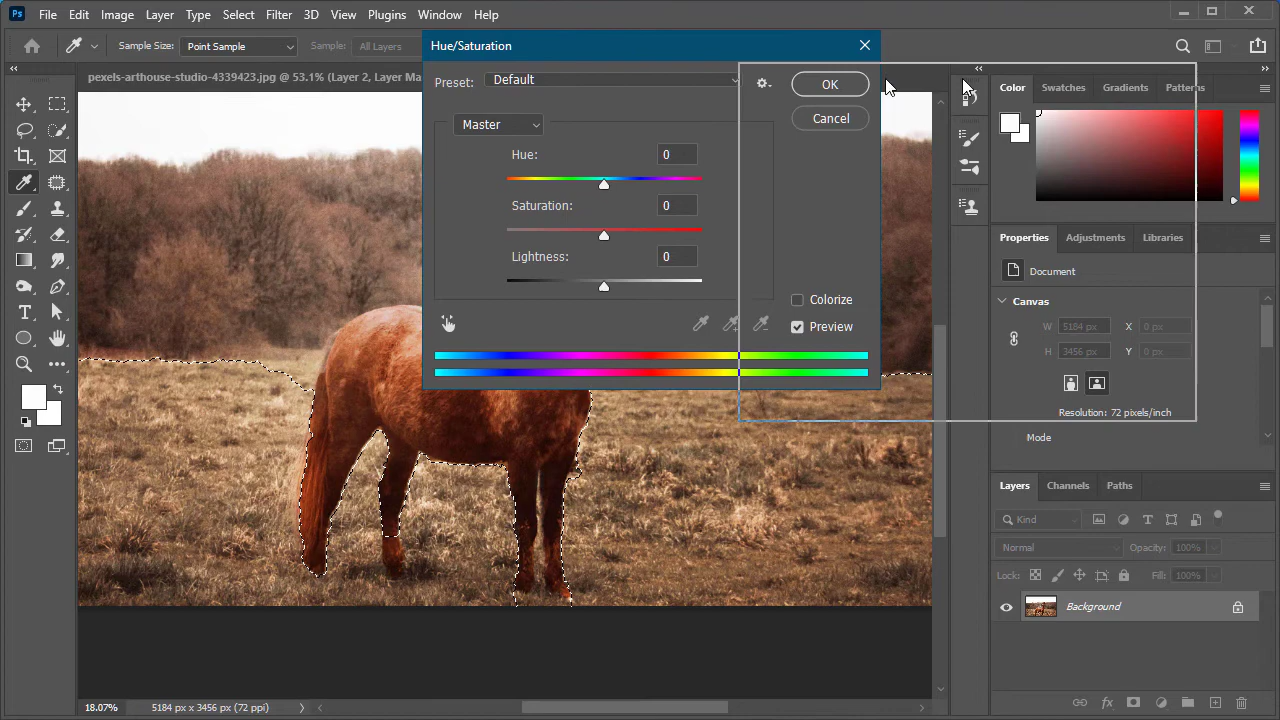 Ps File Edit Image Layer Type Select Filter 3D View Plugins Window Help
Sample Size: Point Sample Sample: All Layers
Hue/Saturation
pexels-arthouse-studio-4339423.jpg @ 53.1% (Layer 2, Layer Ma
Preset: Default
OK
Cancel
Master
Hue: 0
Saturation: 0
Lightness: 0
Colorize
Preview
Color Swatches Gradients Patterns
Properties Adjustments Libraries
Document
Canvas
W 5184 px X 0 px
H 3456 px Y 0 px
Resolution: 72 pixels/inch
Mode
Layers Channels Paths
Kind
Normal Opacity: 100%
Lock: Fill: 100%
Background
18.07% 5184 px x 3456 px (72 ppi)